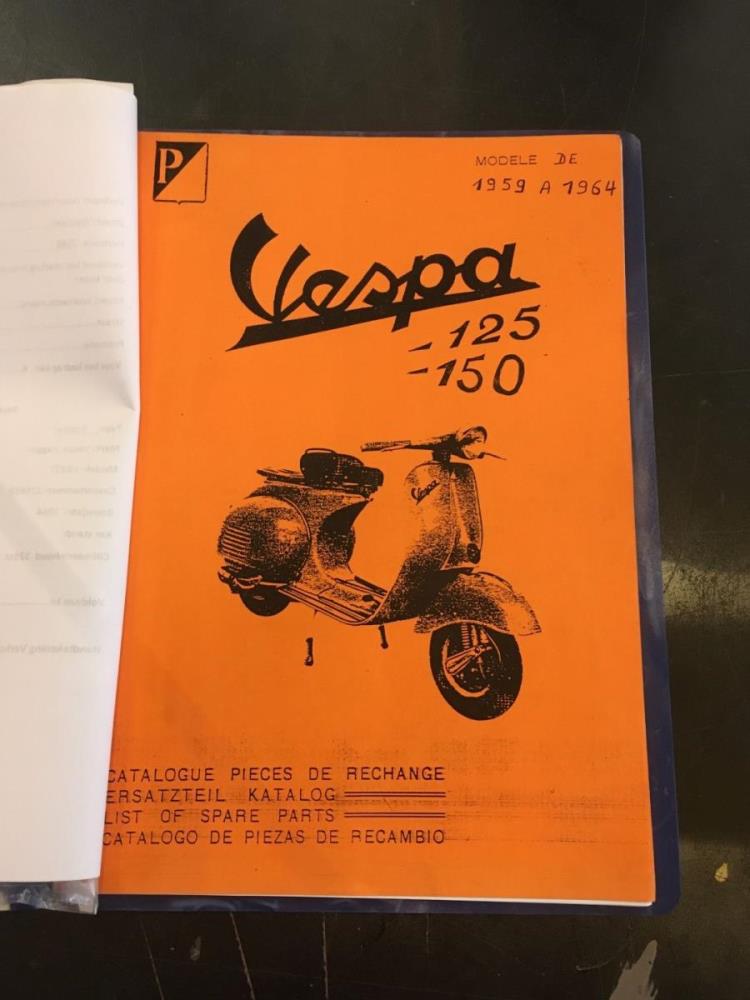 P
MODELE DE
1959 A 1964
Vespa
-125
-150
Vespa
CATALOGUE PIECES DE RECHANGE
ERSATZTEIL KATALOG
LIST OF SPARE PARTS
CATALOGO DE PIEZAS DE RECAMBIO